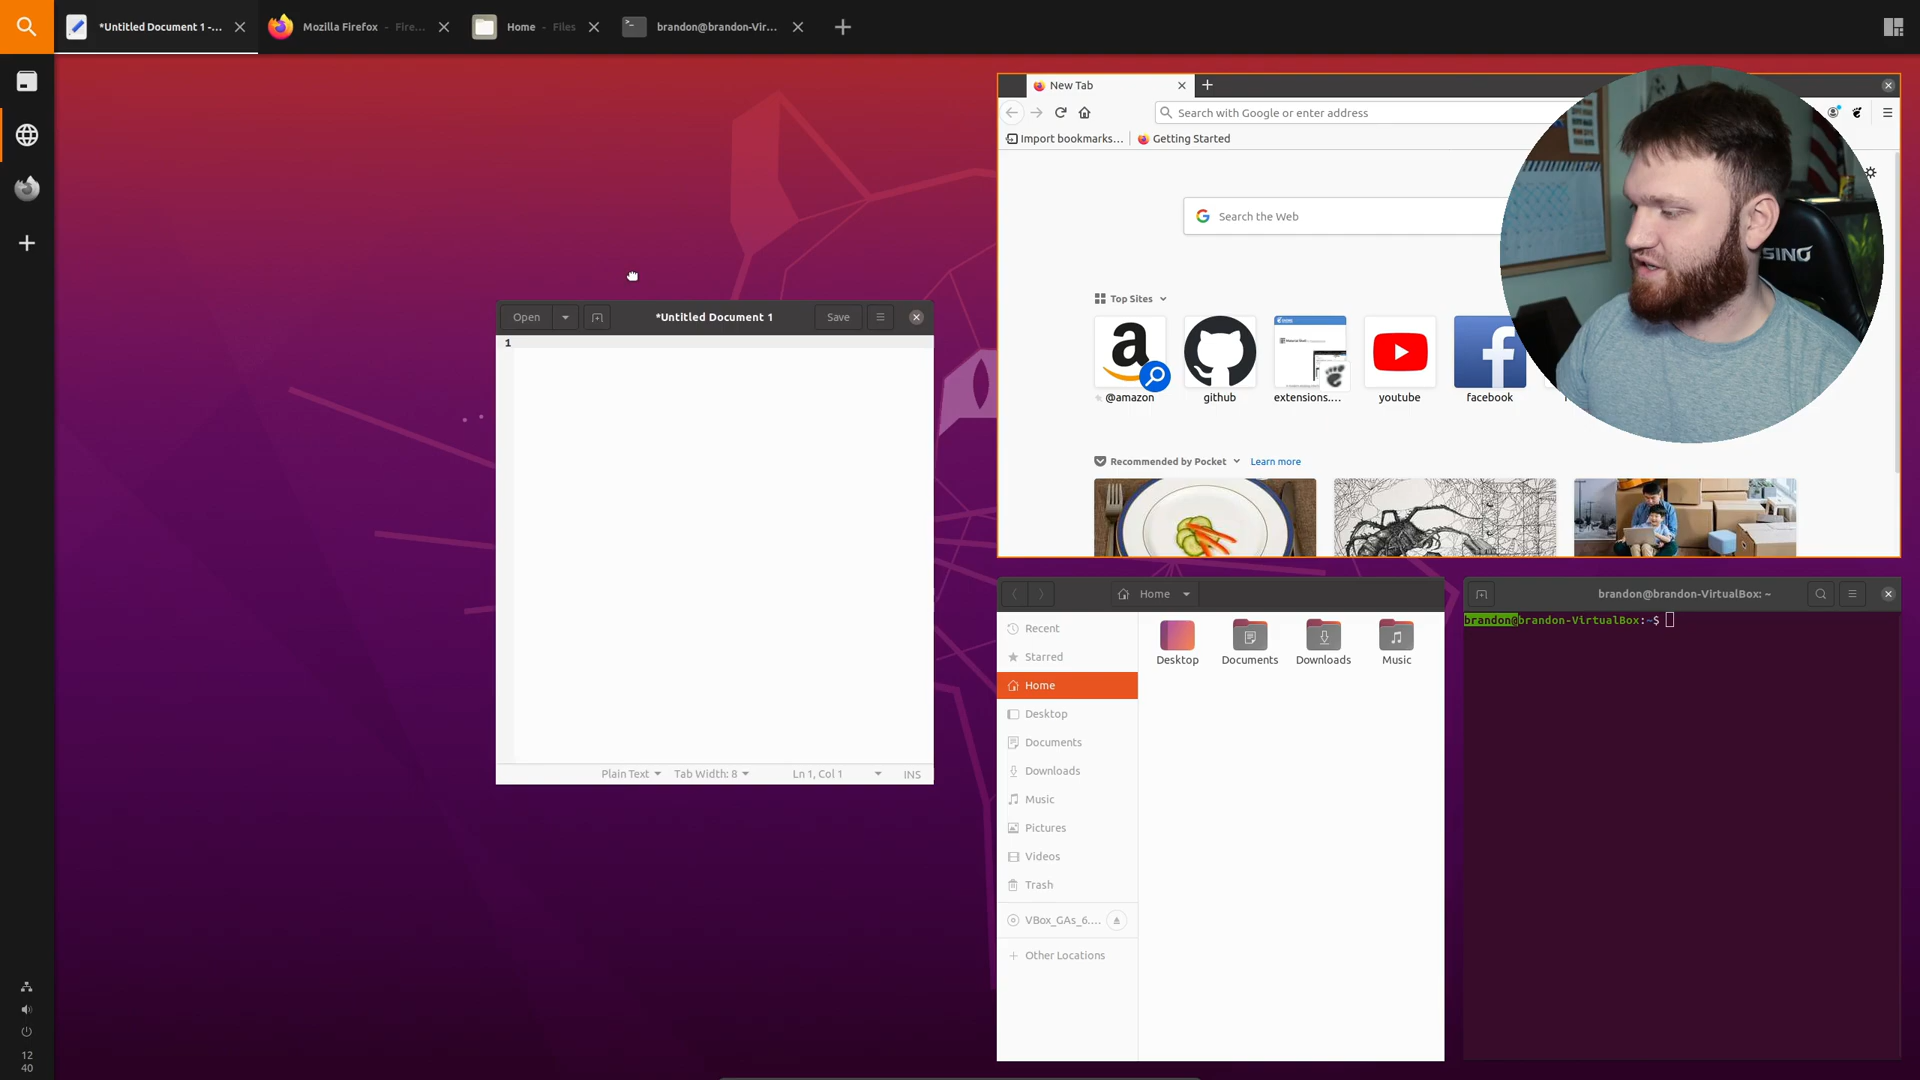 *Untitled Document 1 -...
Mozilla Firefox - Fire...
Home - Files
brandon@brandon-Vir...
New Tab
Search with Google or enter address
Import bookmarks...
Getting Started
Search the Web
SINO
Top Sites
@amazon
github
extensions....
youtube
facebook
Recommended by Pocket
Learn more
Open
*Untitled Document 1
Save
1
Plain Text
Tab Width: 8
Ln 1, Col 1
INS
Home
Recent
Starred
Home
Desktop
Documents
Downloads
Music
Pictures
Videos
Trash
VBox_GAs_6....
Other Locations
Desktop
Documents
Downloads
Music
brandon@brandon-VirtualBox: ~
brandon@brandon-VirtualBox:~$
12
40